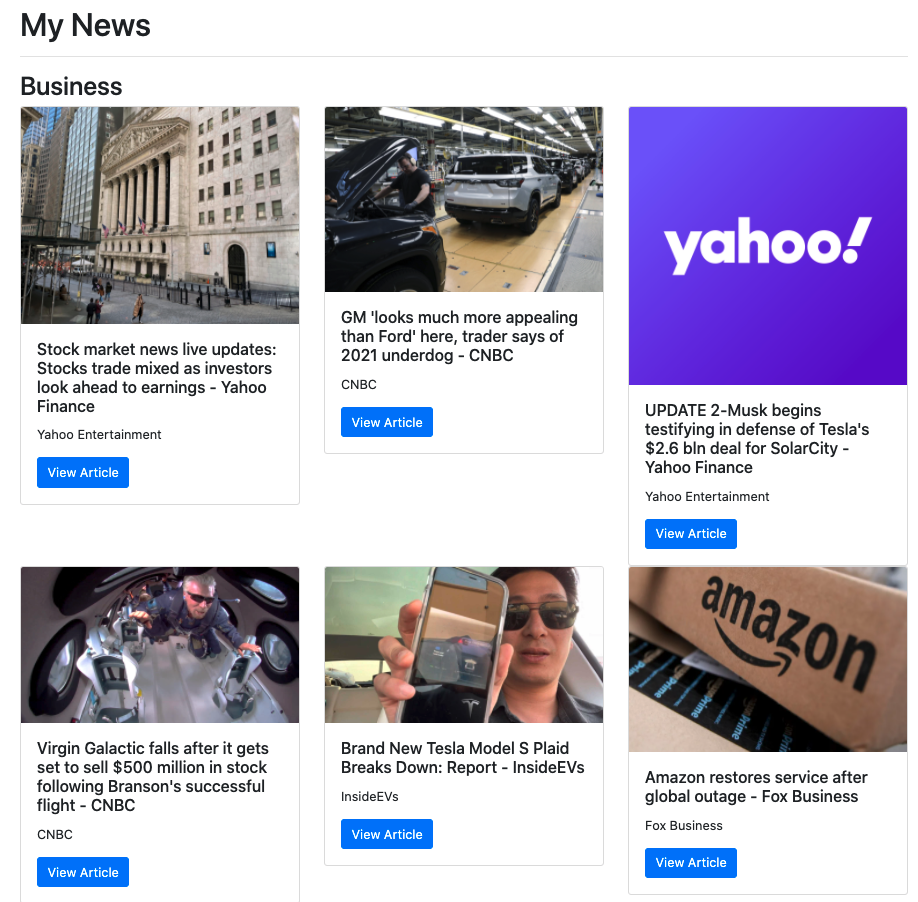 My News
Business
Stock market news live updates:
Stocks trade mixed as investors
look ahead to earnings - Yahoo
Finance
Yahoo Entertainment
View Article
GM 'looks much more appealing
than Ford' here, trader says of
2021 underdog - CNBC
CNBC
View Article
yahoo!
UPDATE 2-Musk begins
testifying in defense of Tesla's
$2.6 bln deal for SolarCity -
Yahoo Finance
Yahoo Entertainment
View Article
Virgin Galactic falls after it gets
set to sell $500 million in stock
following Branson's successful
flight - CNBC
CNBC
View Article
Brand New Tesla Model S Plaid
Breaks Down: Report - InsideEVs
InsideEVs
View Article
amazon
Prime
Prime
Amazon restores service after
global outage - Fox Business
Fox Business
View Article